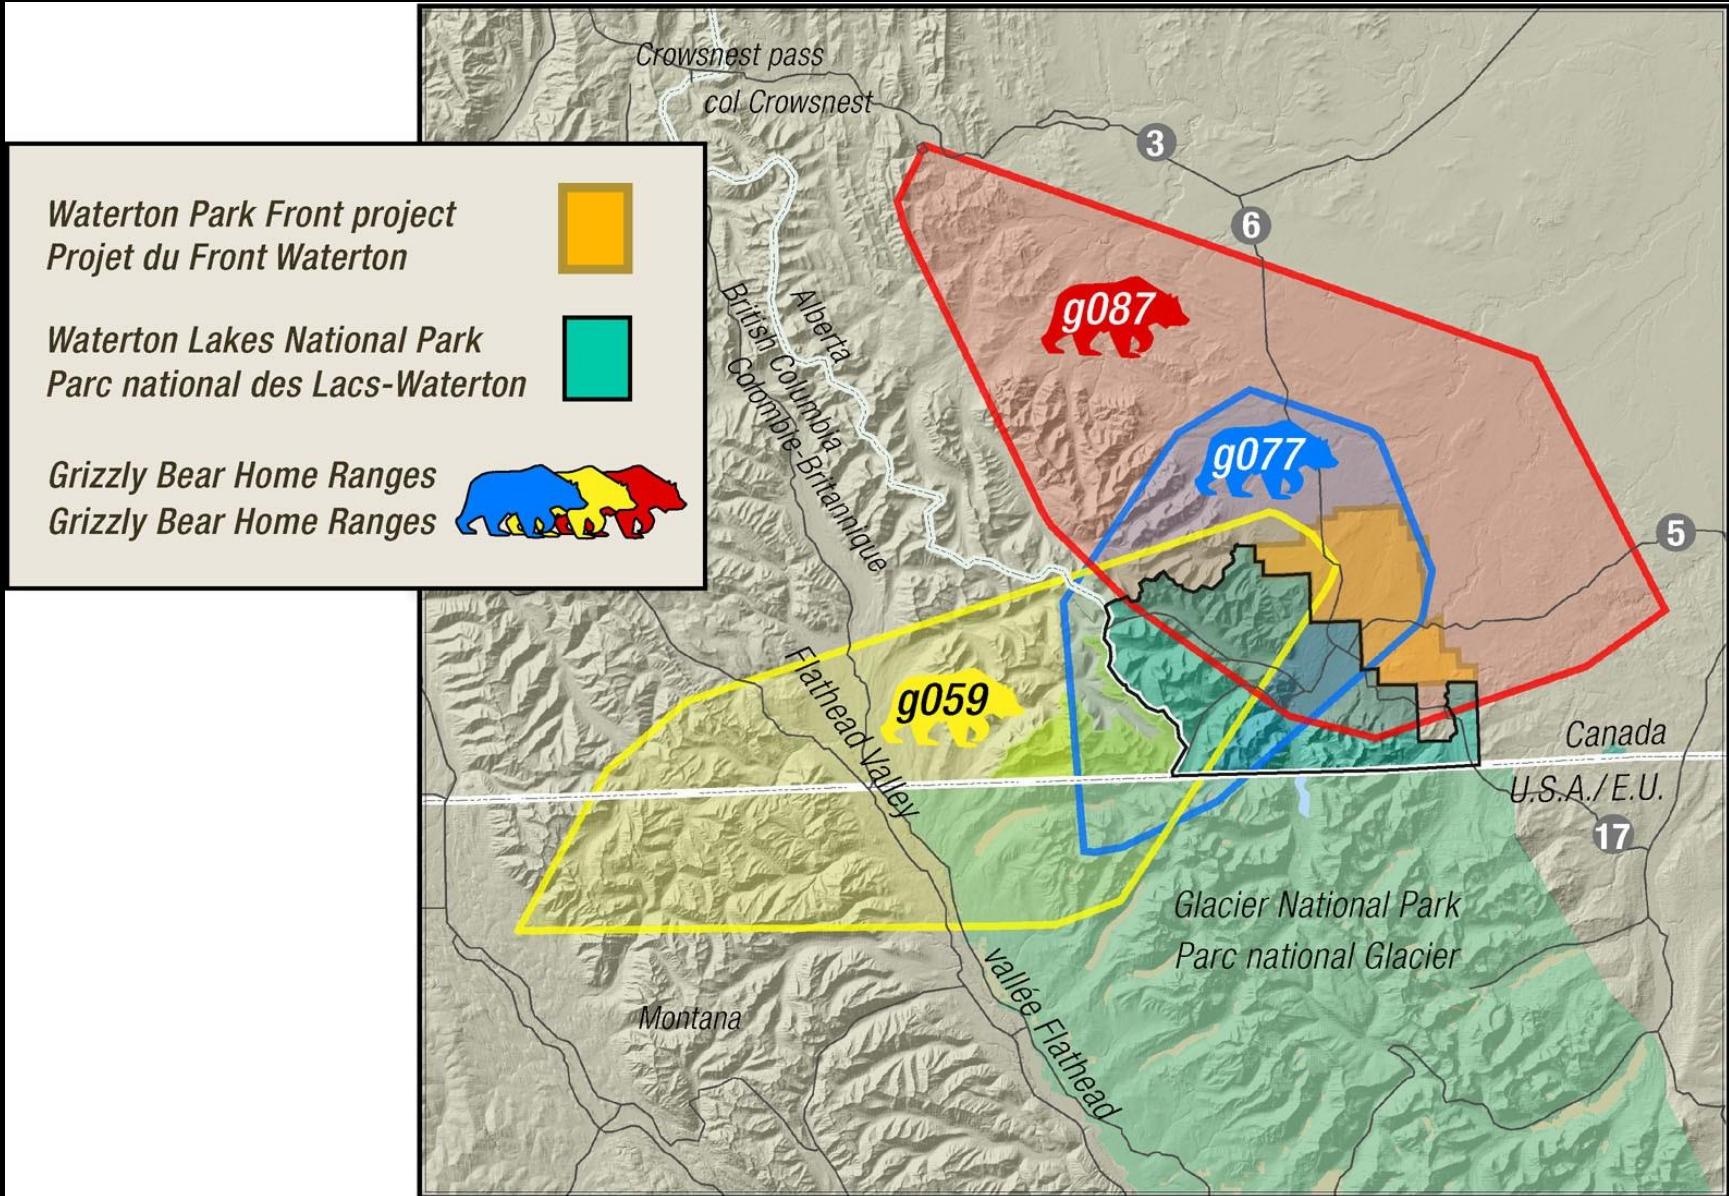 Waterton Park Front project
Projet du Front Waterton
Waterton Lakes National Park
Parc national des Lacs-Waterton
Grizzly Bear Home Ranges
Grizzly Bear Home Ranges
Crowsnest pass
col Crowsnest
3
6
g087
Alberta
British Columbia
Colombie-Britannique
g077
5
g059
Flathead Valley
Canada
U.S.A./E.U.
17
Glacier National Park
Parc national Glacier
vallée Flathead
Montana